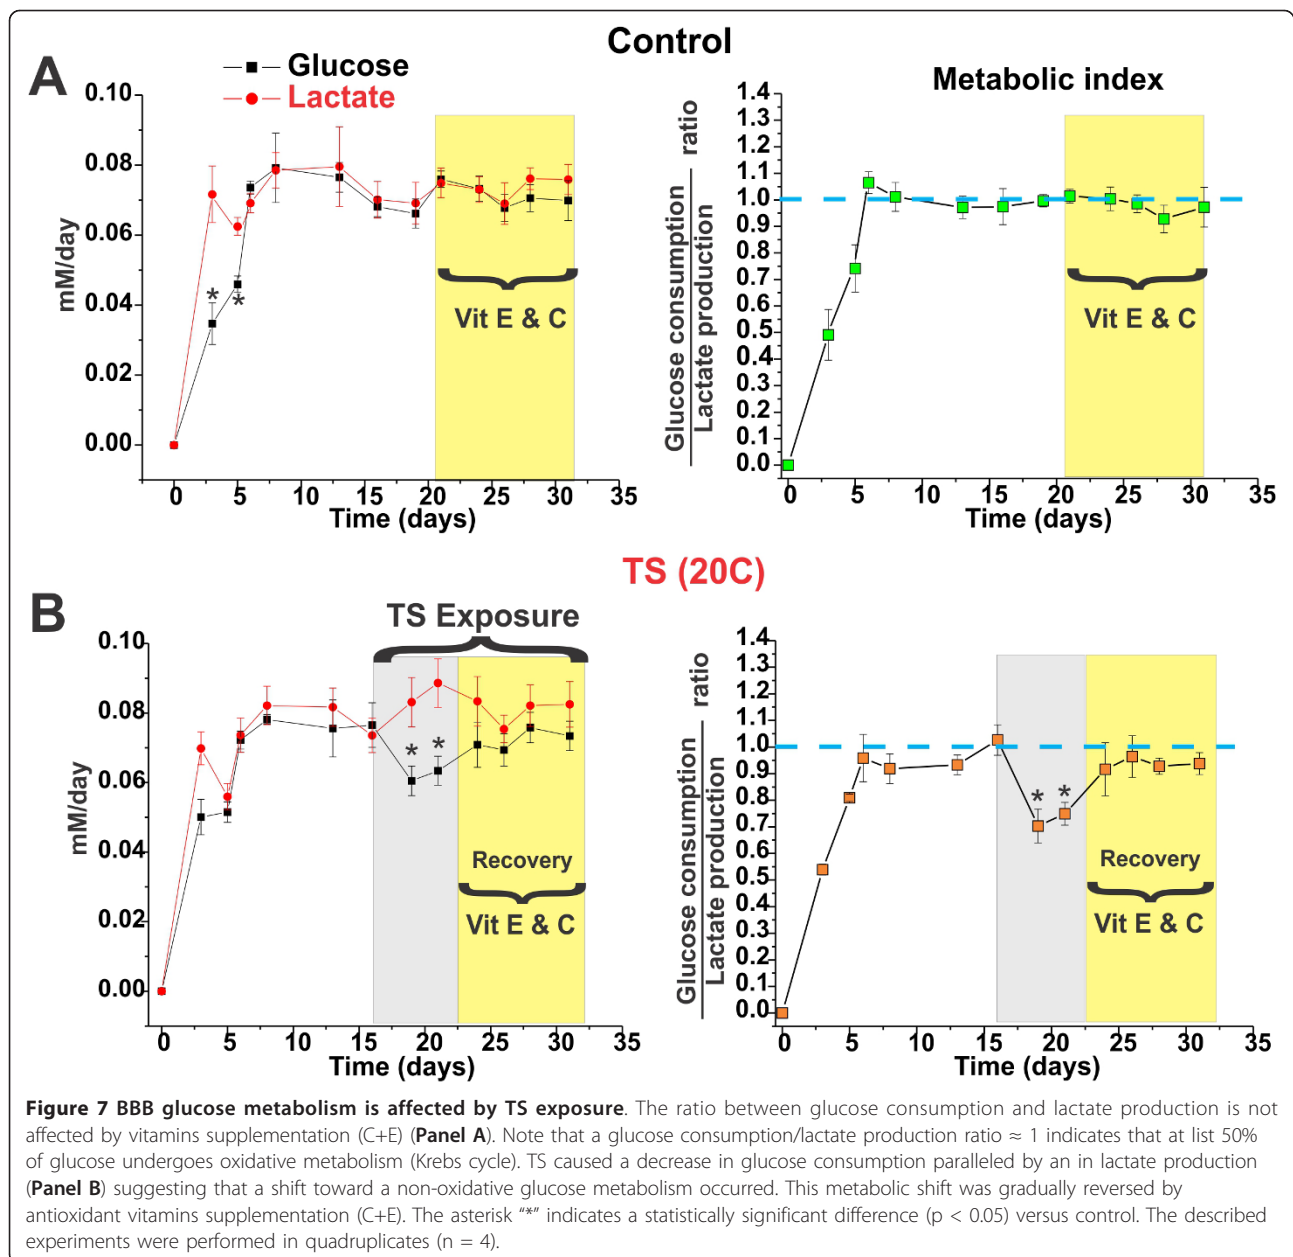 Control
A
Glucose
Lactate
Metabolic index
0.10
0.08
0.06
0.04
0.02
0.00
mM/day
* *
Vit E & C
0 5 10 15 20 25 30 35
Time (days)
1.4
1.3
1.2
1.1
1.0
0.9
0.8
0.7
0.6
0.5
0.4
0.3
0.2
0.1
0.0
Glucose consumption
Lactate production
ratio
Vit E & C
0 5 10 15 20 25 30 35
Time (days)
TS (20C)
B
TS Exposure
0.10
0.08
0.06
0.04
0.02
0.00
mM/day
* *
Recovery
Vit E & C
0 5 10 15 20 25 30 35
Time (days)
1.4
1.3
1.2
1.1
1.0
0.9
0.8
0.7
0.6
0.5
0.4
0.3
0.2
0.1
0.0
Glucose consumption
Lactate production
ratio
* *
Recovery
Vit E & C
0 5 10 15 20 25 30 35
Time (days)
Figure 7 BBB glucose metabolism is affected by TS exposure. The ratio between glucose consumption and lactate production is not
affected by vitamins supplementation (C+E) (Panel A). Note that a glucose consumption/lactate production ratio ≈ 1 indicates that at list 50%
of glucose undergoes oxidative metabolism (Krebs cycle). TS caused a decrease in glucose consumption paralleled by an in lactate production
(Panel B) suggesting that a shift toward a non-oxidative glucose metabolism occurred. This metabolic shift was gradually reversed by
antioxidant vitamins supplementation (C+E). The asterisk “*” indicates a statistically significant difference (p < 0.05) versus control. The described
experiments were performed in quadruplicates (n = 4).